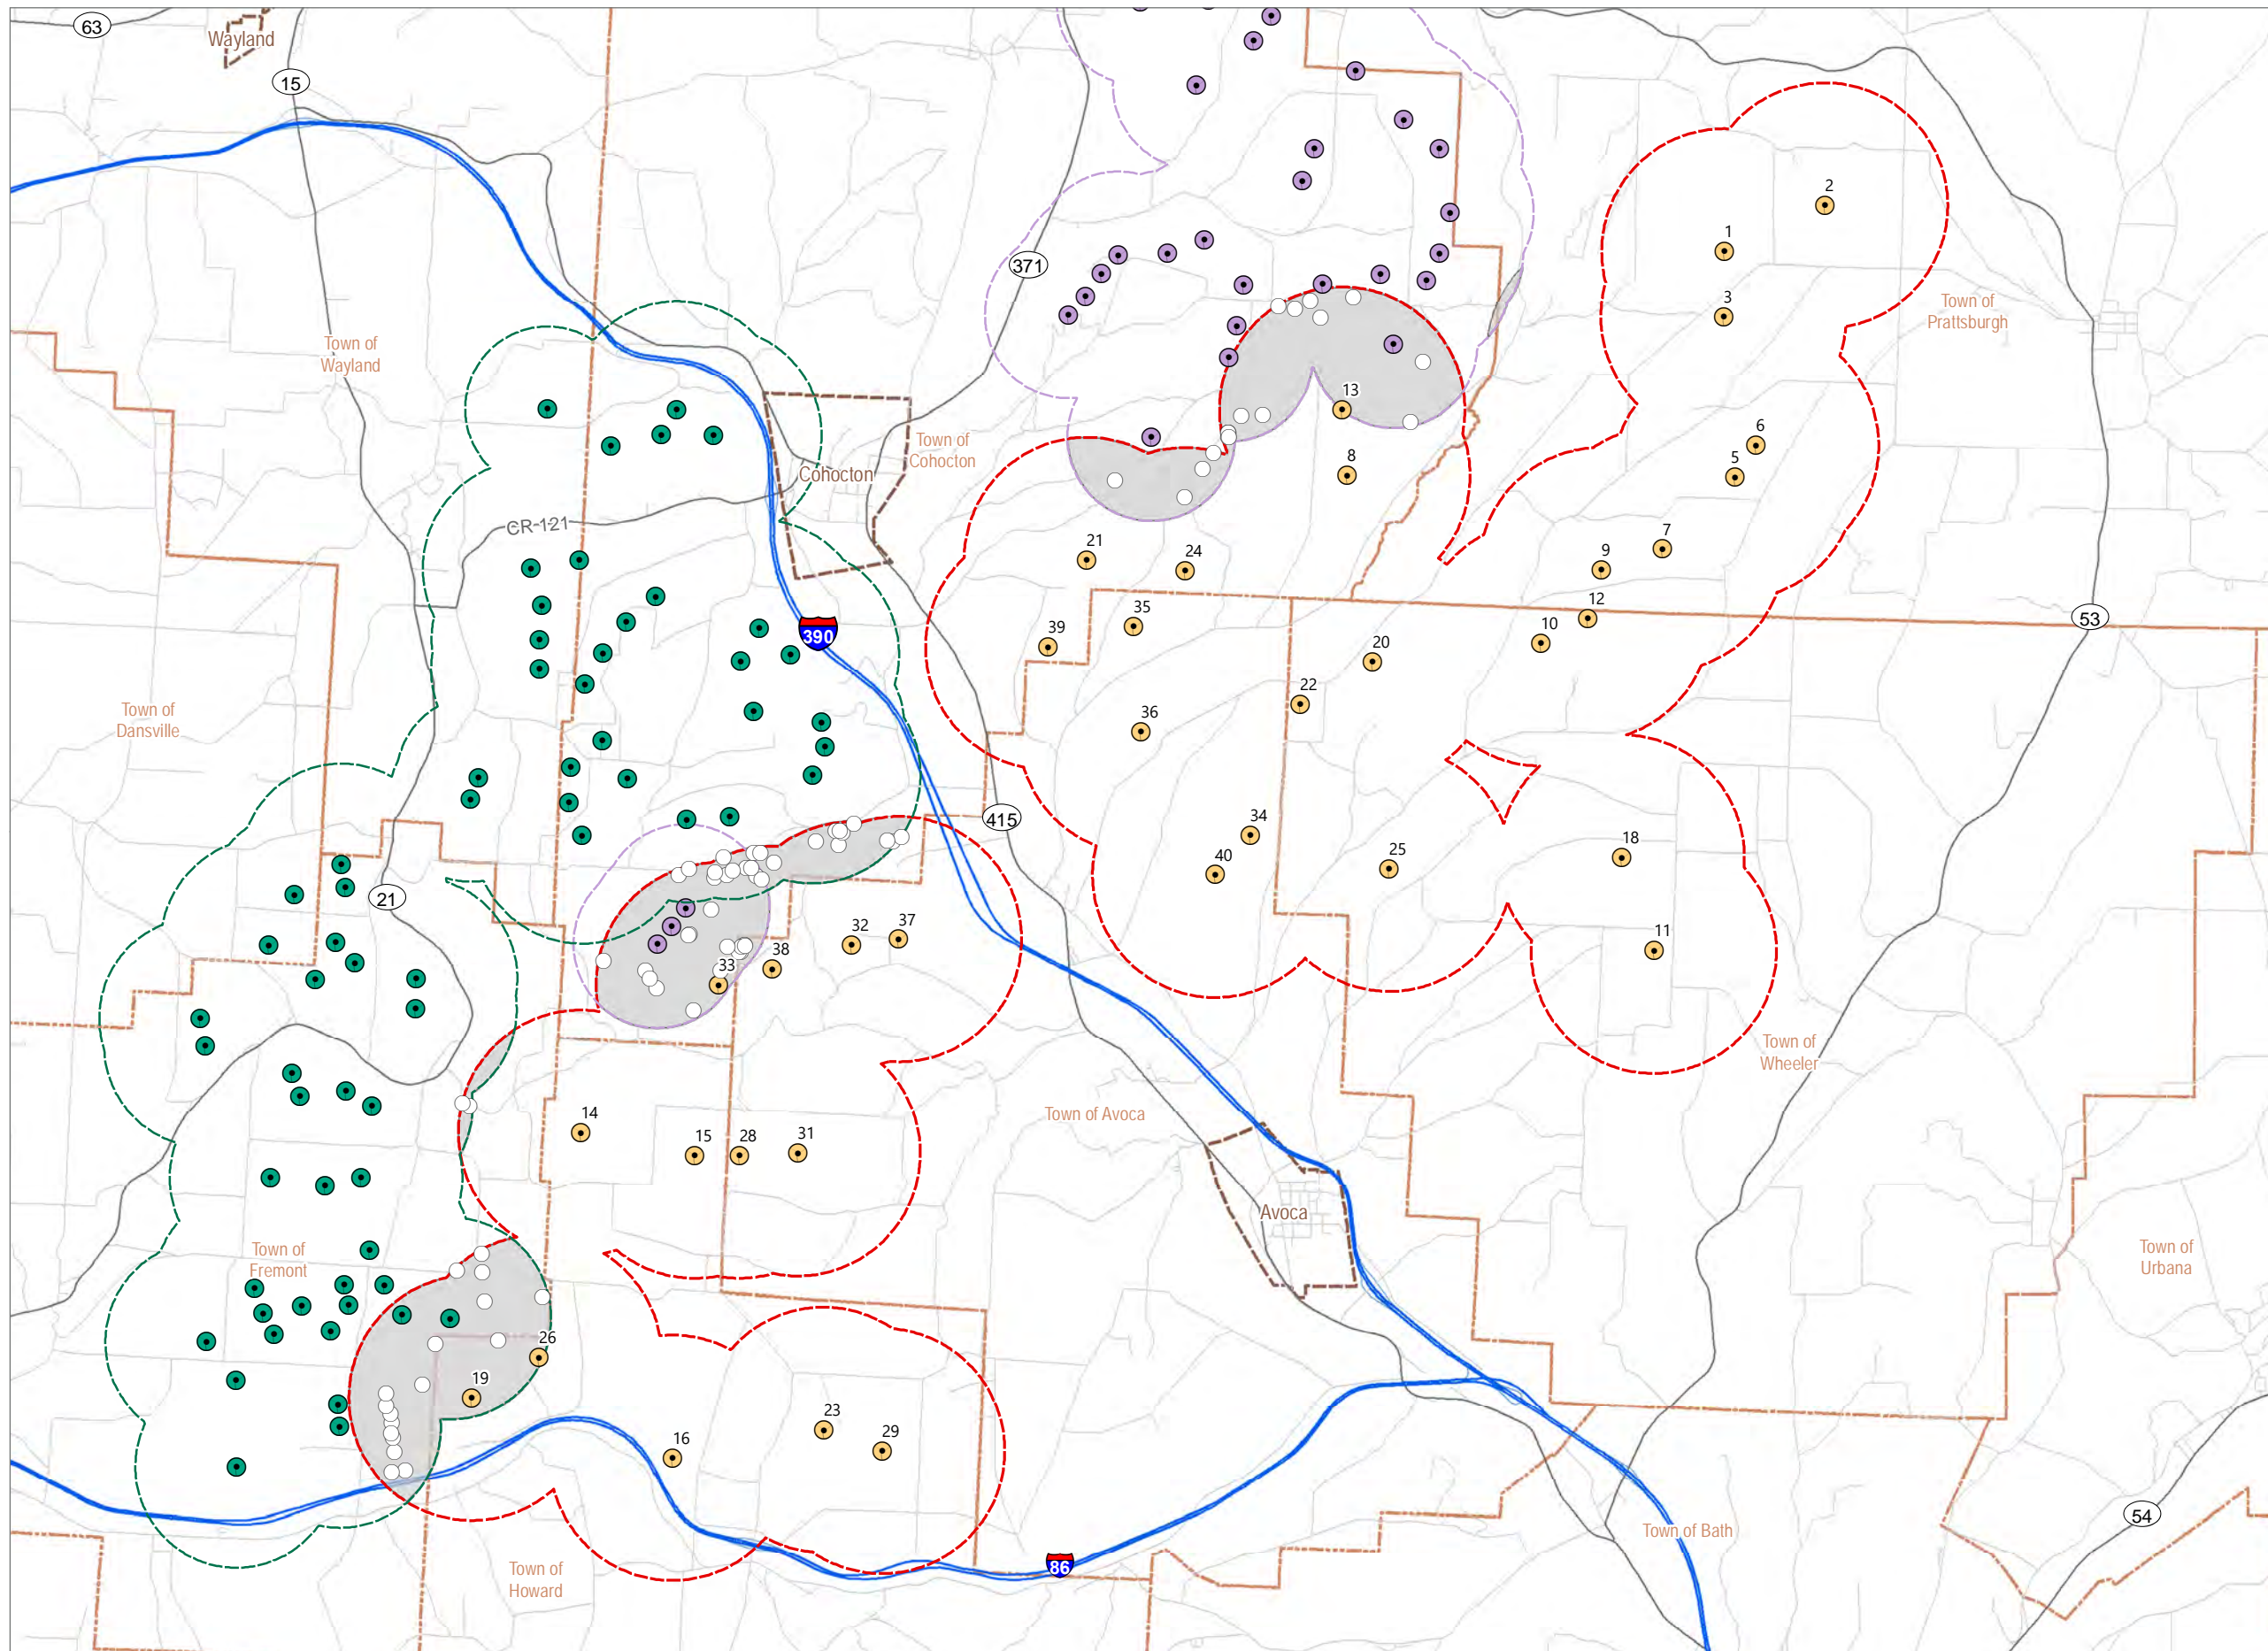 63
Wayland
15
2
1
371
Town of
Prattsburgh
3
Town of
Wayland
13
Town of
Cohocton
6
Cohocton
8
5
CR-121
7
21
24
9
12
53
35
10
39
390
20
22
36
Town of
Dansville
415
34
18
40
25
21
11
37
32
38
33
Town of
Wheeler
14
Town of Avoca
15
28
31
Avoca
Town of
Fremont
Town of
Urbana
26
19
23
29
16
54
Town of Bath
86
Town of
Howard